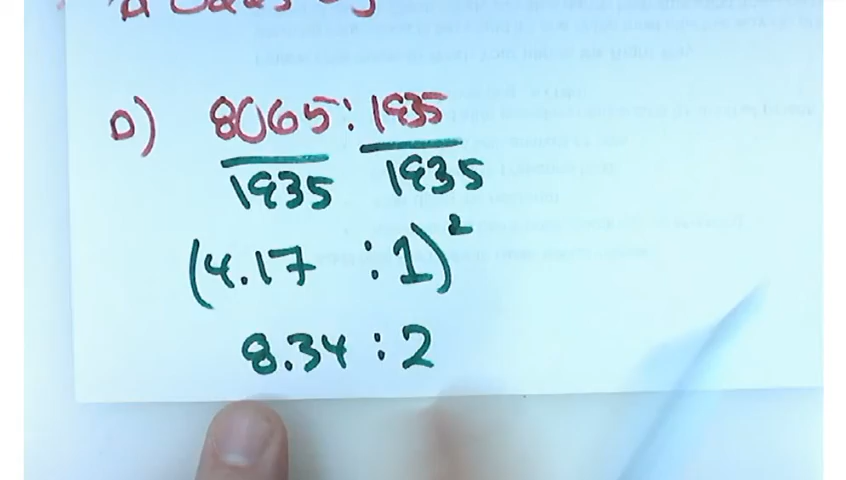 D) 8065 : 1935
1935 1935
(4.17 : 1)²
8.34 : 2